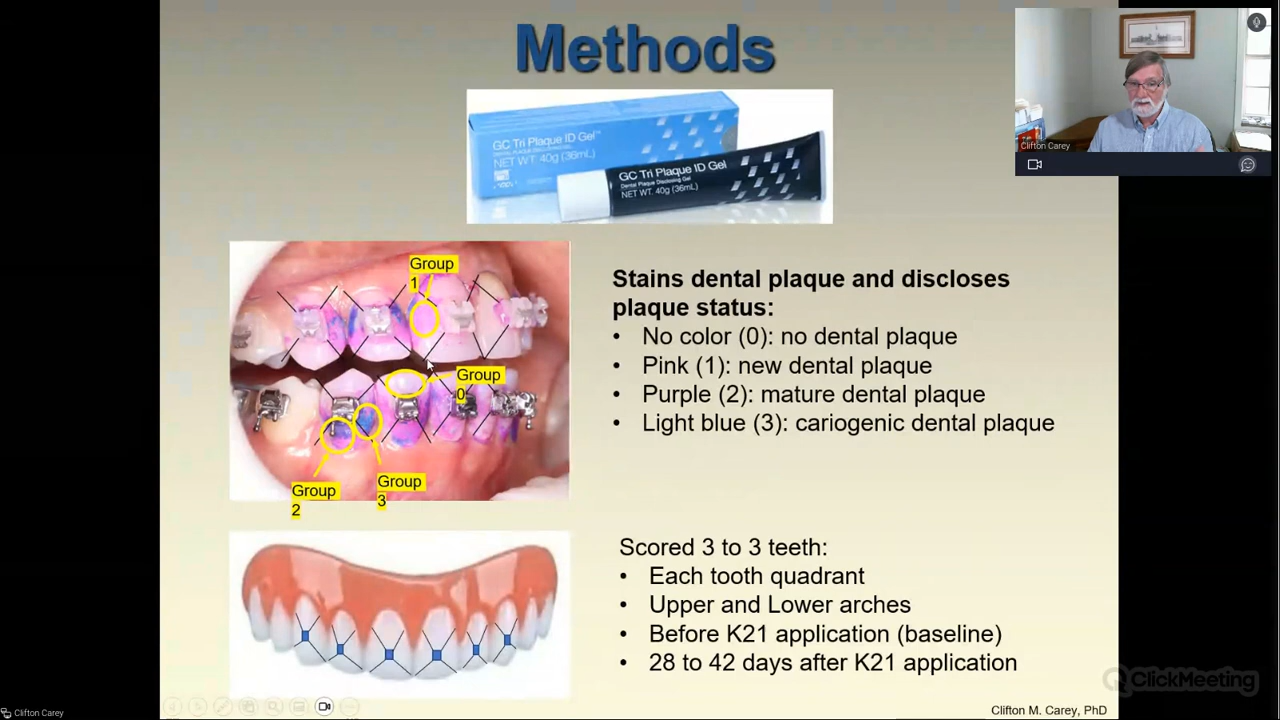 Methods
GC Tri Plaque ID Gel™
NET WT. 40g (36mL)
GC Tri Plaque ID Gel
Dental Plaque Disclosing Gel
NET WT. 40g (36mL)
Clifton Carey
Group
1
Group
0
Group
2
Group
3
Stains dental plaque and discloses
plaque status:
• No color (0): no dental plaque
• Pink (1): new dental plaque
• Purple (2): mature dental plaque
• Light blue (3): cariogenic dental plaque
Scored 3 to 3 teeth:
• Each tooth quadrant
• Upper and Lower arches
• Before K21 application (baseline)
• 28 to 42 days after K21 application
ClickMeeting
Clifton M. Carey, PhD
Clifton Carey